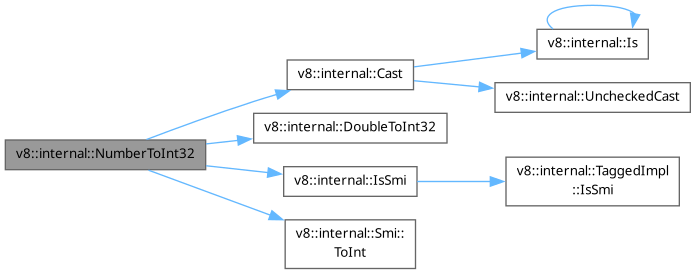 v8::internal::Is
v8::internal::Cast
v8::internal::UncheckedCast
v8::internal::DoubleToInt32
v8::internal::NumberToInt32
v8::internal::IsSmi
v8::internal::TaggedImpl
::IsSmi
v8::internal::Smi::
ToInt